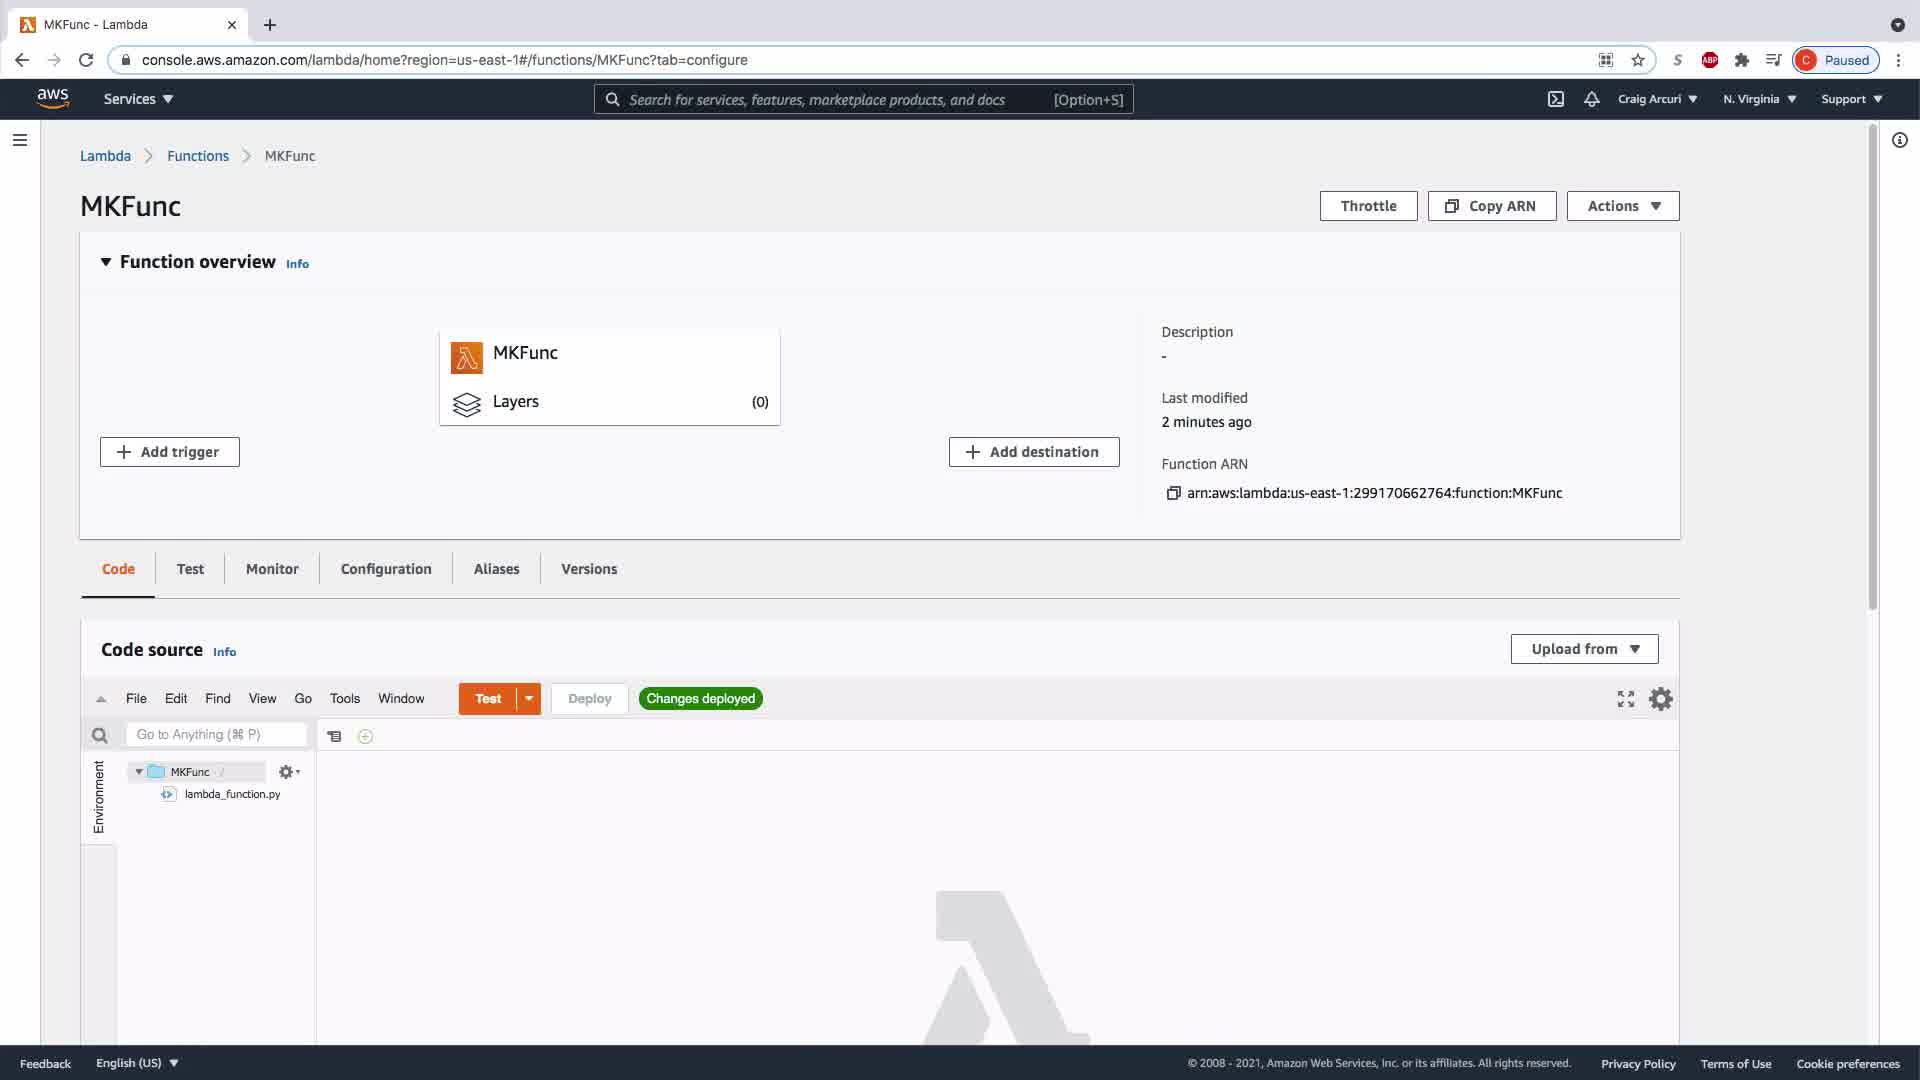 MKFunc - Lambda
console.aws.amazon.com/lambda/home?region=us-east-1#/functions/MKFunc?tab=configure
S
ABP
C
Paused
aws
Services
Search for services, features, marketplace products, and docs
[Option+S]
Craig Arcuri
N. Virginia
Support
Lambda
Functions
MKFunc
MKFunc
Throttle
Copy ARN
Actions
Function overview
Info
MKFunc
Layers
(0)
Add trigger
Add destination
Description
-
Last modified
2 minutes ago
Function ARN
arn:aws:lambda:us-east-1:299170662764:function:MKFunc
Code
Test
Monitor
Configuration
Aliases
Versions
Code source
Info
Upload from
File
Edit
Find
View
Go
Tools
Window
Test
Deploy
Changes deployed
Go to Anything (⌘ P)
Environment
MKFunc /
lambda_function.py
Feedback
English (US)
© 2008 - 2021, Amazon Web Services, Inc. or its affiliates. All rights reserved.
Privacy Policy
Terms of Use
Cookie preferences